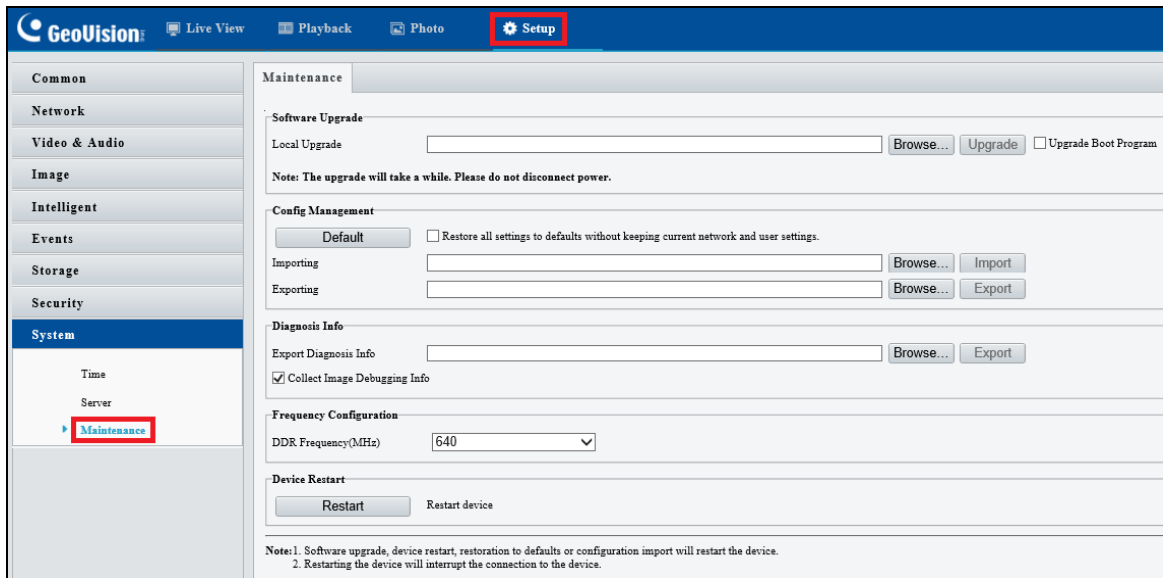 GeoVision Inc Live View Playback Photo Setup
Common
Network
Video & Audio
Image
Intelligent
Events
Storage
Security
System
Time
Server
Maintenance
Maintenance
Software Upgrade
Local Upgrade Browse... Upgrade Upgrade Boot Program
Note: The upgrade will take a while. Please do not disconnect power.
Config Management
Default Restore all settings to defaults without keeping current network and user settings.
Importing Browse... Import
Exporting Browse... Export
Diagnosis Info
Export Diagnosis Info Browse... Export
Collect Image Debugging Info
Frequency Configuration
DDR Frequency(MHz) 640
Device Restart
Restart Restart device
Note:1. Software upgrade, device restart, restoration to defaults or configuration import will restart the device.
2. Restarting the device will interrupt the connection to the device.